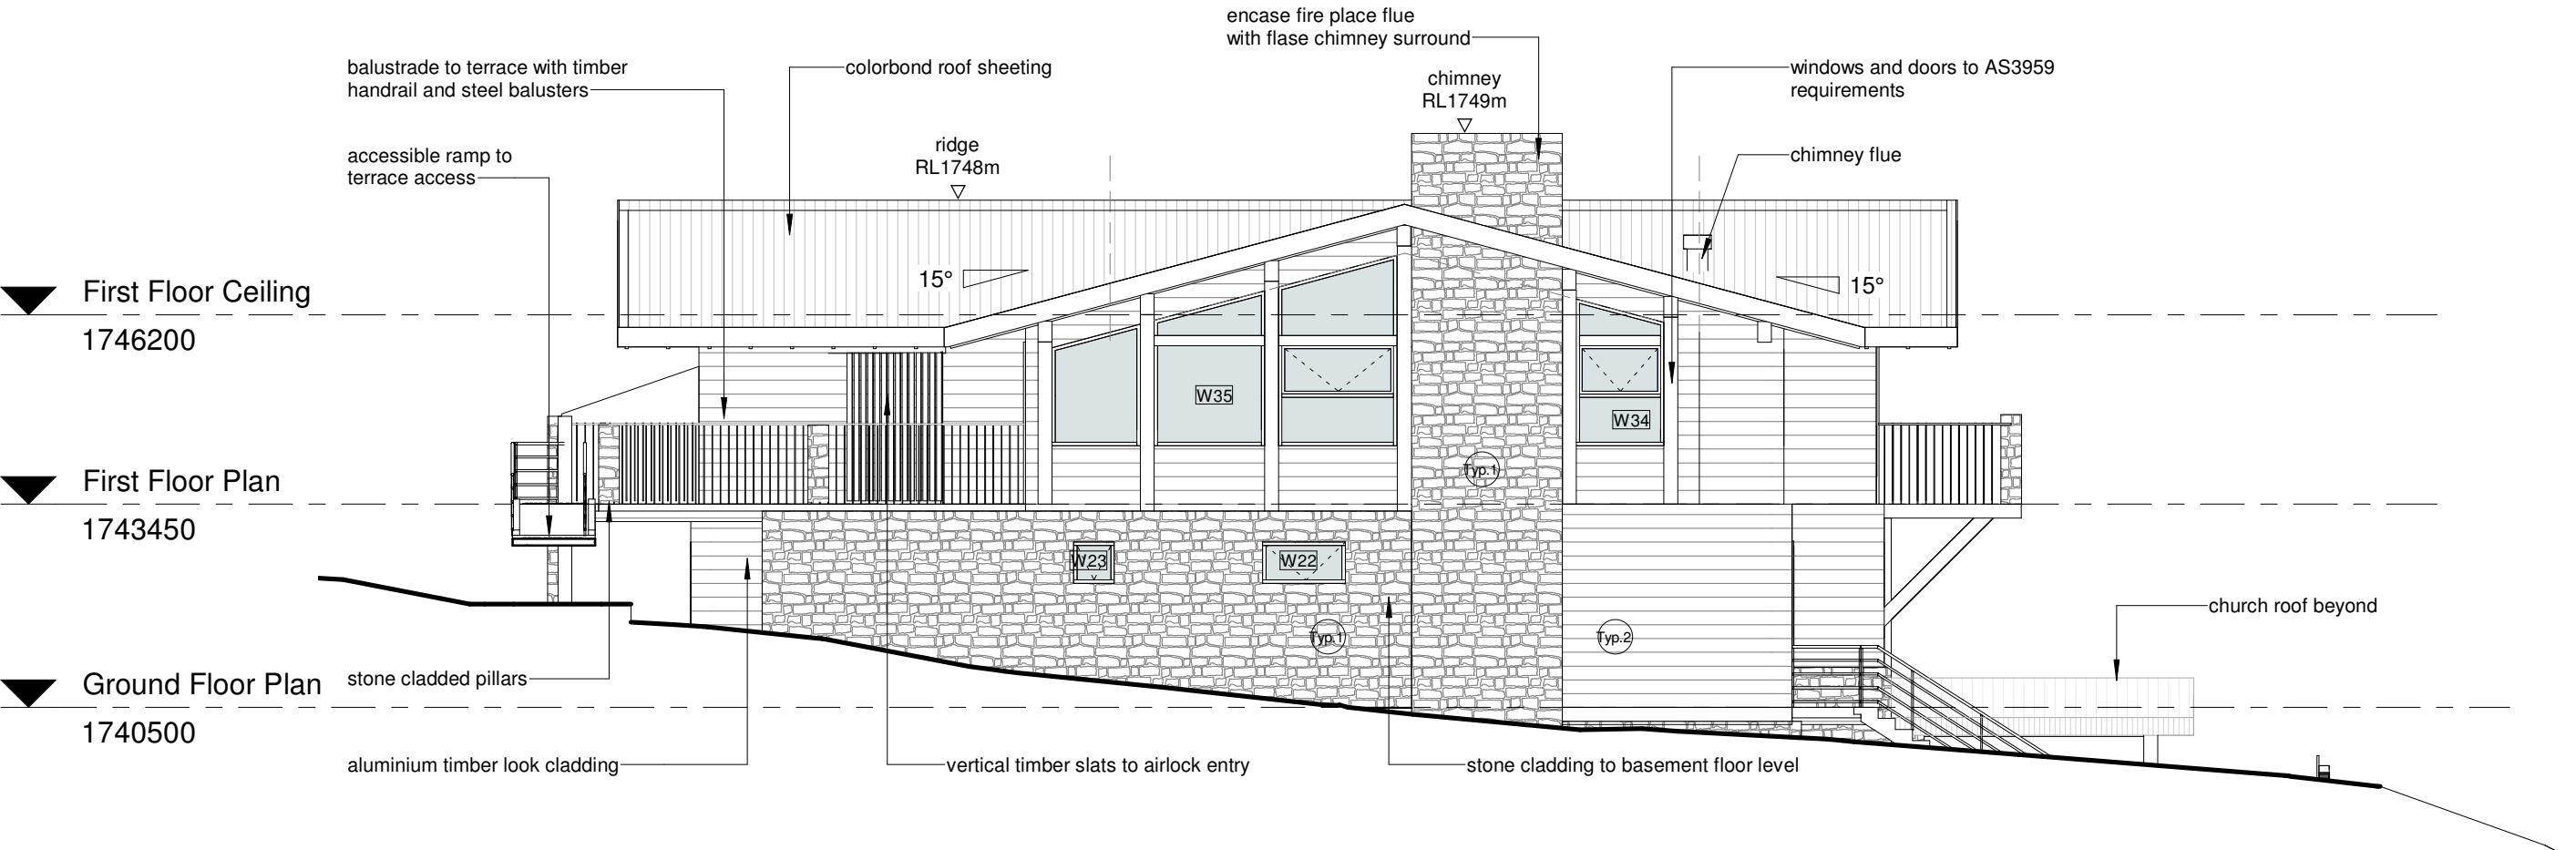 encase fire place flue
with flase chimney surround
balustrade to terrace with timber
handrail and steel balusters
colorbond roof sheeting
chimney
RL1749m
windows and doors to AS3959
requirements
accessible ramp to
terrace access
ridge
RL1748m
chimney flue
15°
15°
First Floor Ceiling
1746200
W35
W34
Typ.1
First Floor Plan
1743450
W23
W22
Typ.1
Typ.2
church roof beyond
Ground Floor Plan
1740500
stone cladded pillars
aluminium timber look cladding
vertical timber slats to airlock entry
stone cladding to basement floor level